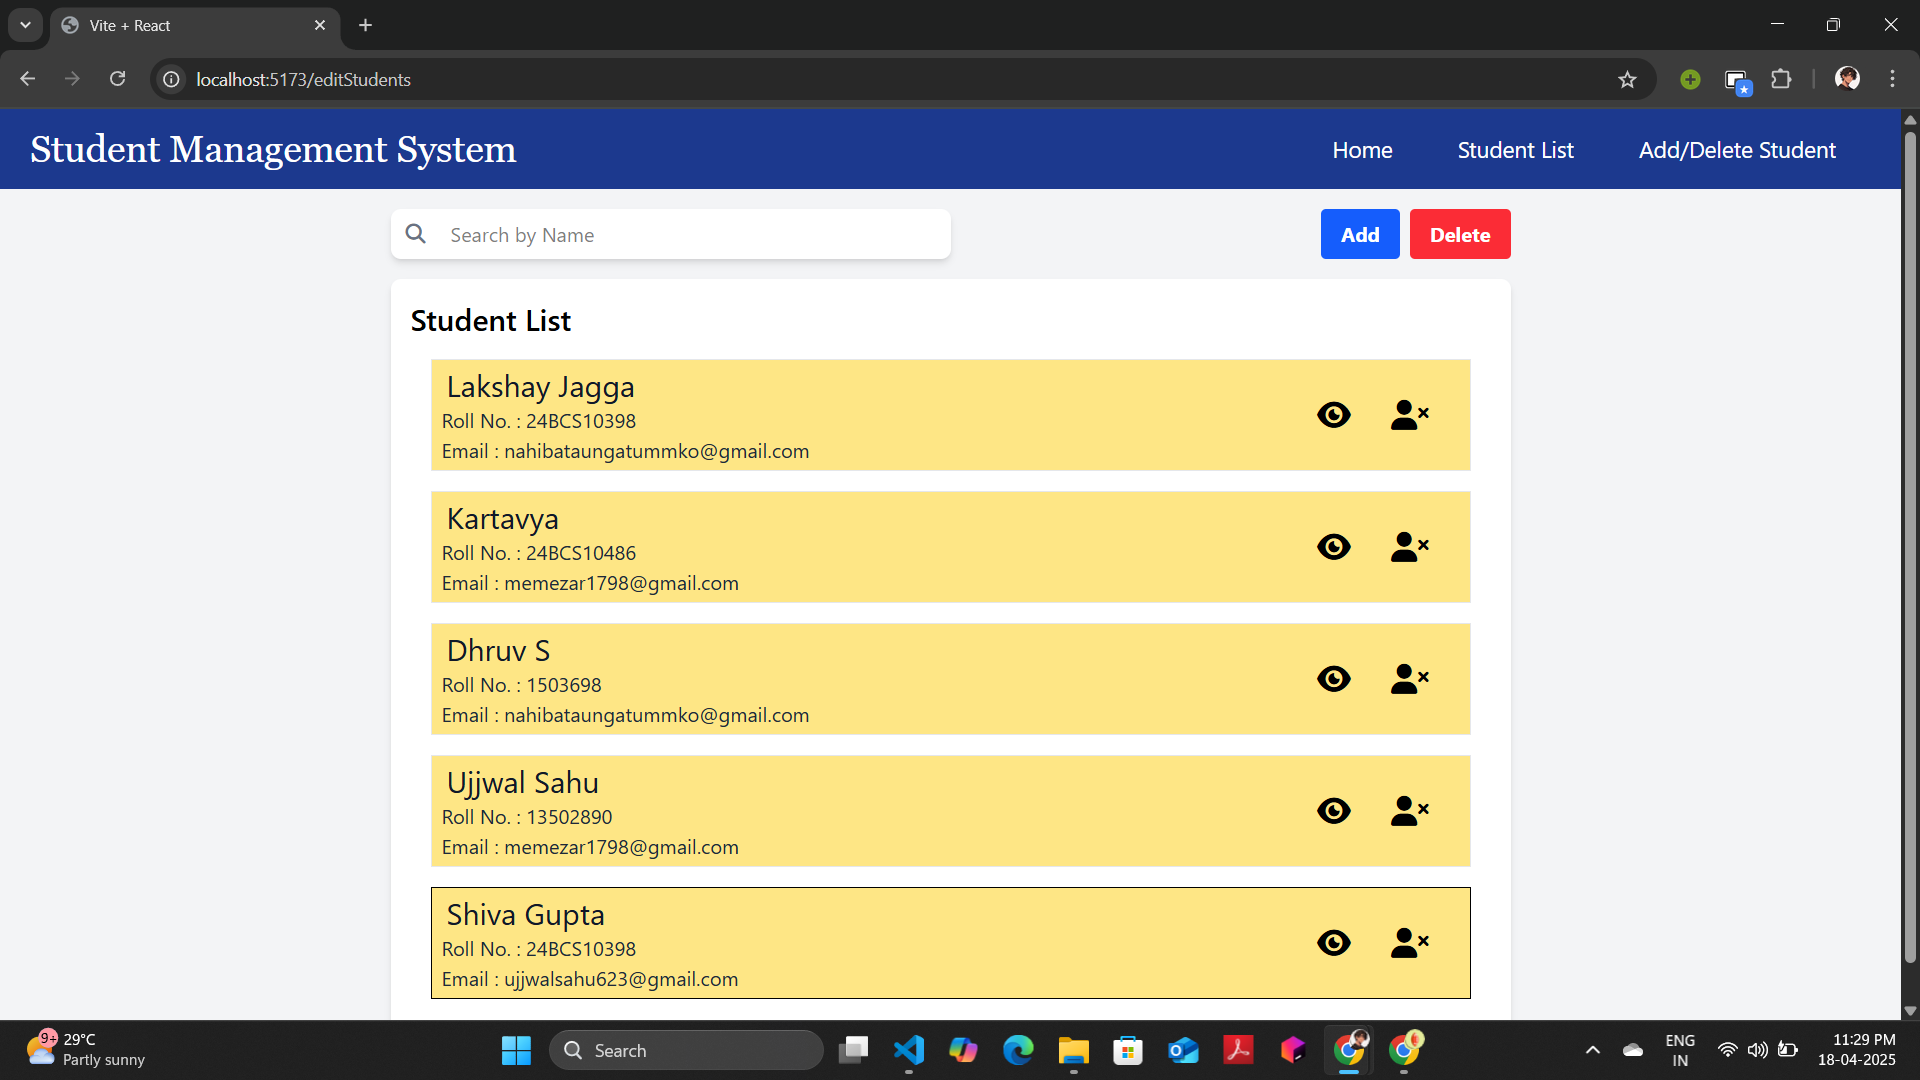 Vite + React
localhost:5173/editStudents
Student Management System
Home
Student List
Add/Delete Student
Search by Name
Add
Delete
Student List
Lakshay Jagga
Roll No. : 24BCS10398
Email : nahibataungatummko@gmail.com
Kartavya
Roll No. : 24BCS10486
Email : memezar1798@gmail.com
Dhruv S
Roll No. : 1503698
Email : nahibataungatummko@gmail.com
Ujjwal Sahu
Roll No. : 13502890
Email : memezar1798@gmail.com
Shiva Gupta
Roll No. : 24BCS10398
Email : ujjwalsahu623@gmail.com
9+
29°C
Partly sunny
Search
ENG
IN
11:29 PM
18-04-2025